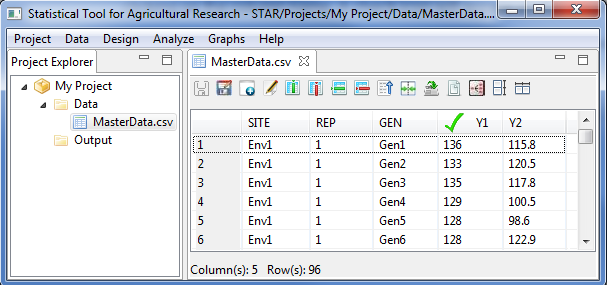 Statistical Tool for Agricultural Research - STAR/Projects/My Project/Data/MasterData....
Project Data Design Analyze Graphs Help
Project Explorer
My Project
Data
MasterData.csv
Output
MasterData.csv
SITE REP GEN Y1 Y2
1 Env1 1 Gen1 136 115.8
2 Env1 1 Gen2 133 120.5
3 Env1 1 Gen3 135 117.8
4 Env1 1 Gen4 129 100.5
5 Env1 1 Gen5 128 98.6
6 Env1 1 Gen6 128 122.9
Column(s): 5 Row(s): 96